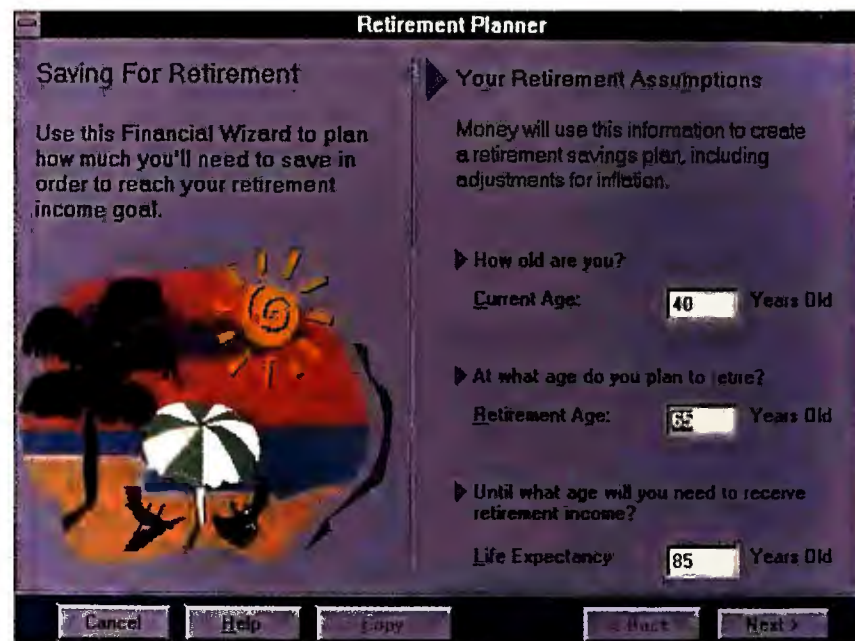 Retirement Planner
Saving For Retirement
Use this Financial Wizard to plan
how much you'll need to save in
order to reach your retirement
income goal.
Your Retirement Assumptions
Money will use this information to create
a retirement savings plan, including
adjustments for inflation.
How old are you?
Current Age: 40 Years Old
At what age do you plan to retire?
Retirement Age: 65 Years Old
Until what age will you need to receive
retirement income?
Life Expectancy 85 Years Old
Cancel Help Copy < Back Next >